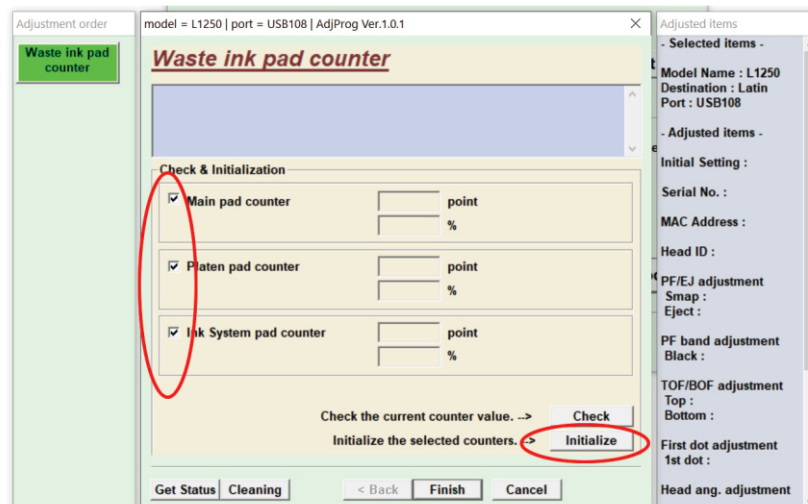 Adjustment order
Waste ink pad
counter
model = L1250 | port = USB108 | AdjProg Ver.1.0.1
Waste ink pad counter
Check & Initialization
Main pad counter
point
%
Platen pad counter
point
%
Ink System pad counter
point
%
Check the current counter value. -->
Check
Initialize the selected counters. -->
Initialize
Get Status
Cleaning
< Back
Finish
Cancel
Adjusted items
- Selected items -
Model Name : L1250
Destination : Latin
Port : USB108
- Adjusted items -
Initial Setting :
Serial No. :
MAC Address :
Head ID :
PF/EJ adjustment
Smap :
Eject :
PF band adjustment
Black :
TOF/BOF adjustment
Top :
Bottom :
First dot adjustment
1st dot :
Head ang. adjustment